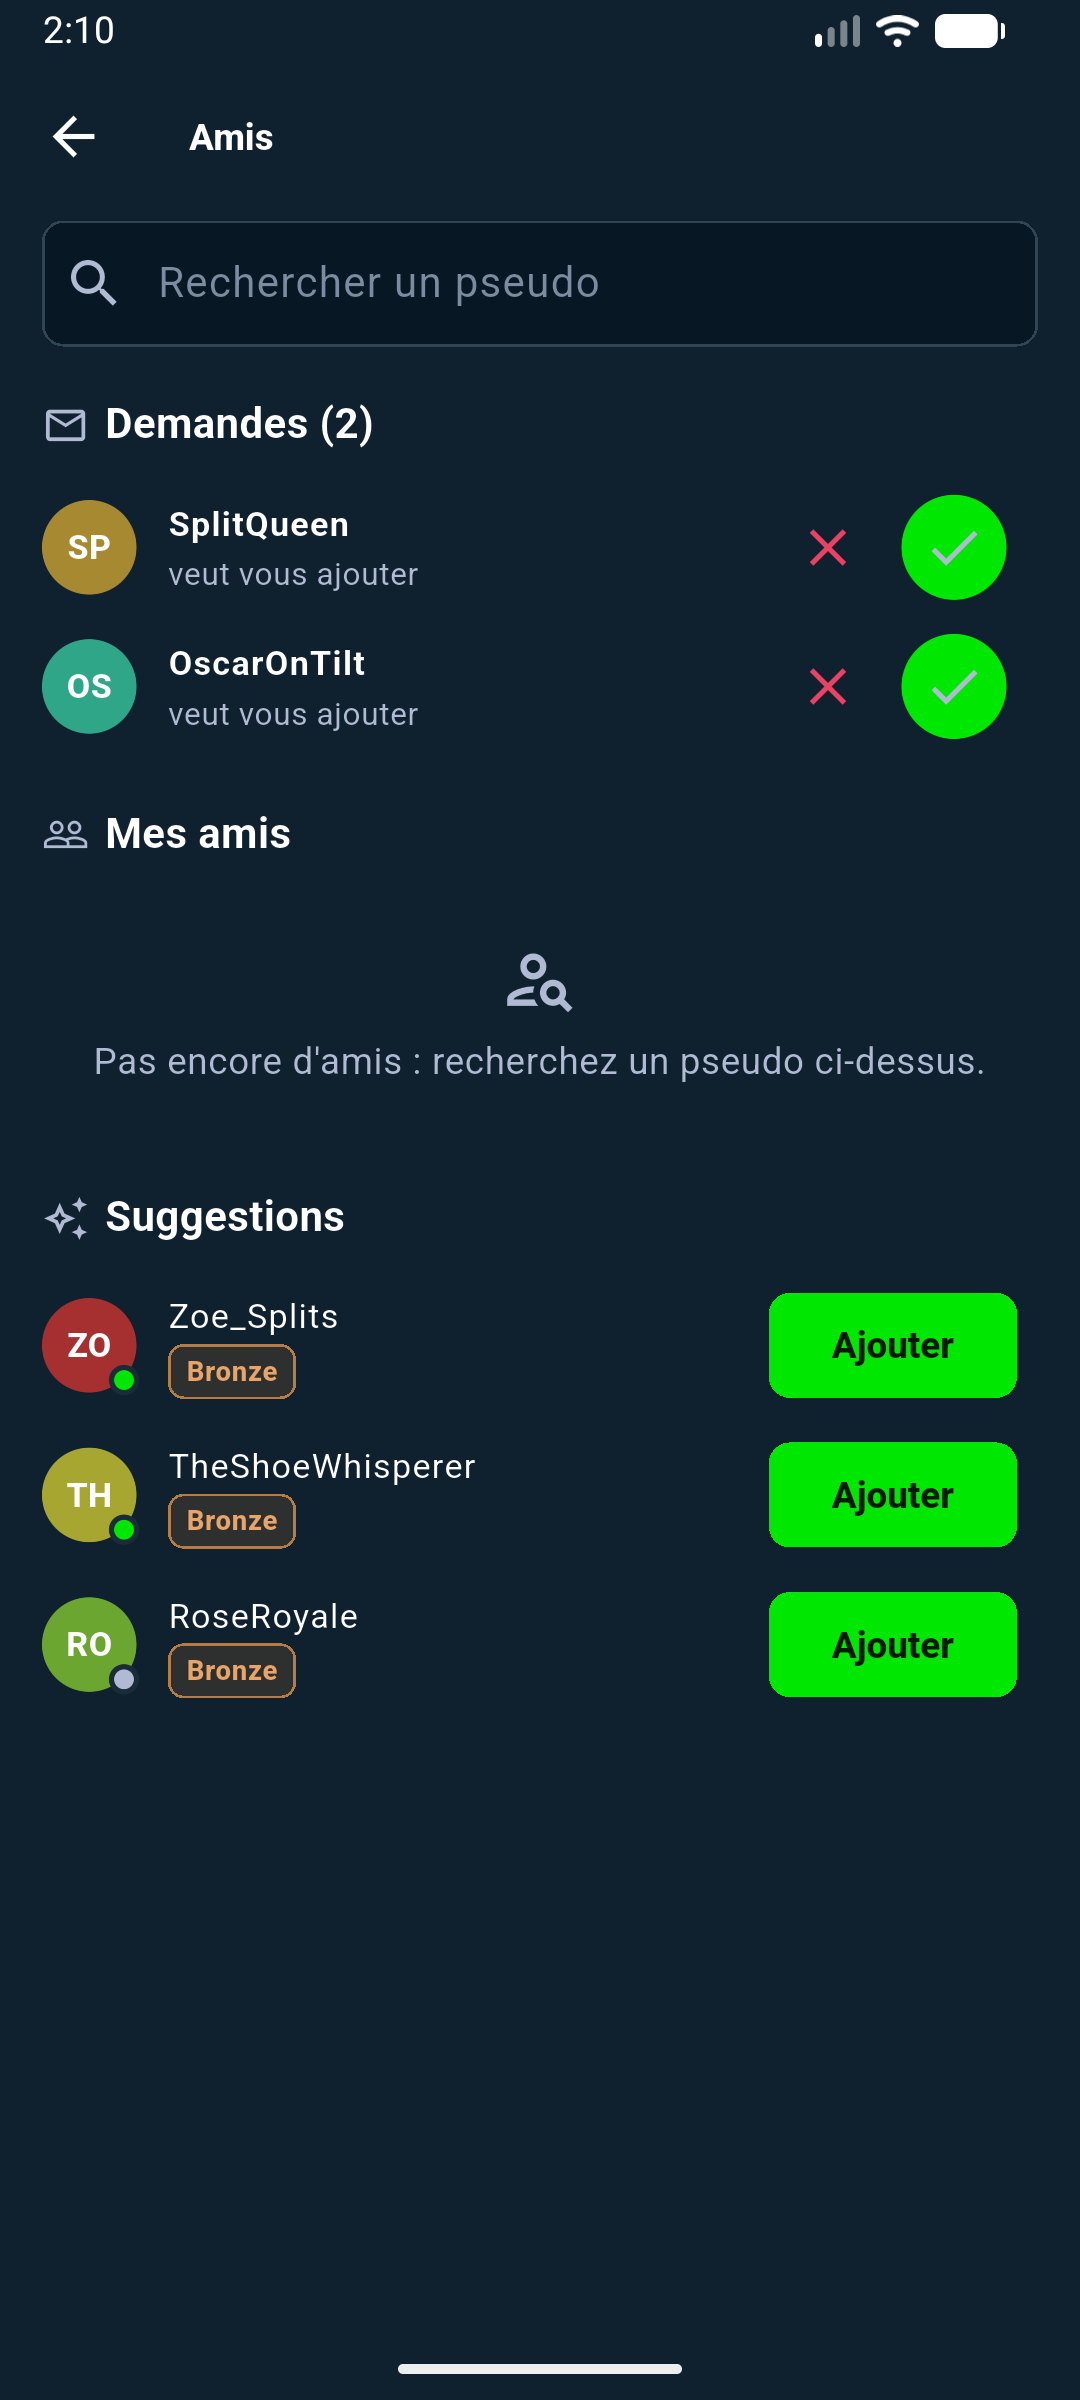 2:10
Amis
Rechercher un pseudo
Demandes (2)
SP
SplitQueen
veut vous ajouter
OS
OscarOnTilt
veut vous ajouter
Mes amis
Pas encore d'amis : recherchez un pseudo ci-dessus.
Suggestions
ZO
Zoe_Splits
Bronze
Ajouter
TH
TheShoeWhisperer
Bronze
Ajouter
RO
RoseRoyale
Bronze
Ajouter